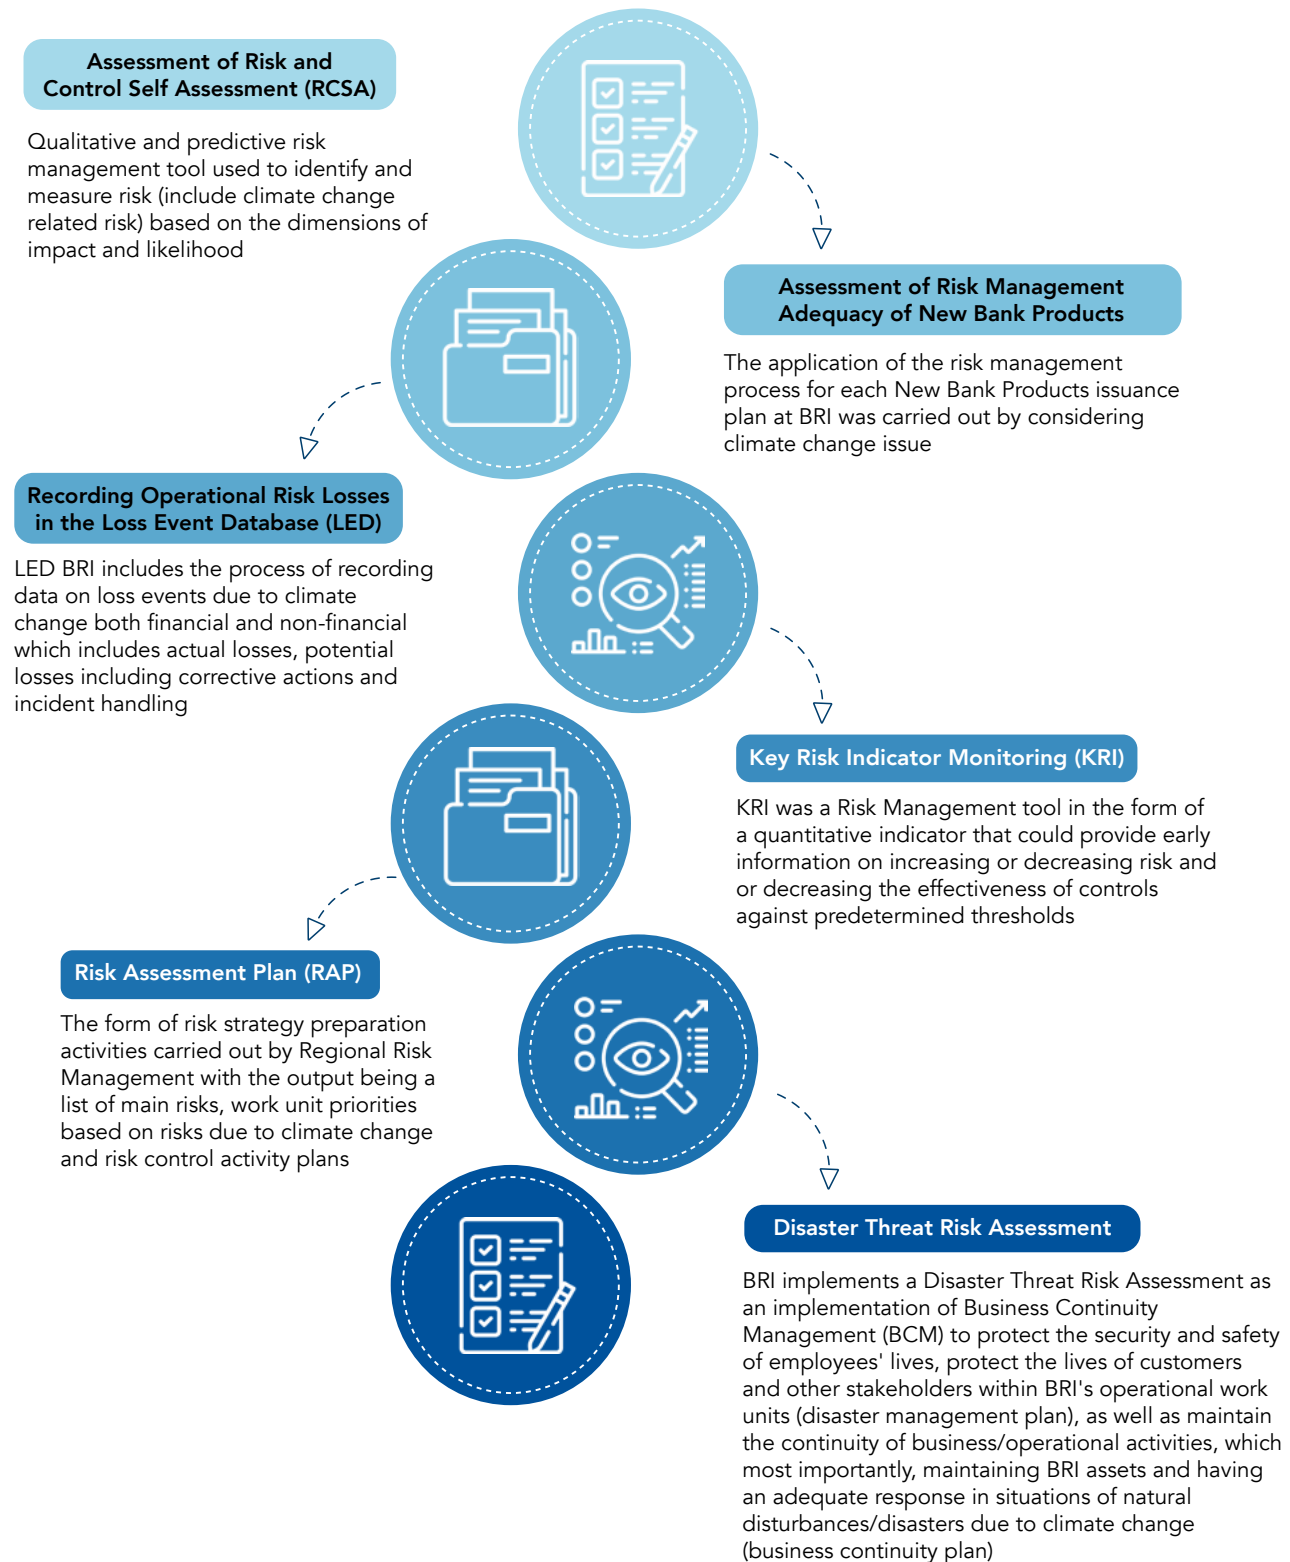 Assessment of Risk and
Control Self Assessment (RCSA)
Qualitative and predictive risk
management tool used to identify and
measure risk (include climate change
related risk) based on the dimensions of
impact and likelihood
Assessment of Risk Management
Adequacy of New Bank Products
The application of the risk management
process for each New Bank Products issuance
plan at BRI was carried out by considering
climate change issue
Recording Operational Risk Losses
in the Loss Event Database (LED)
LED BRI includes the process of recording
data on loss events due to climate
change both financial and non-financial
which includes actual losses, potential
losses including corrective actions and
incident handling
Key Risk Indicator Monitoring (KRI)
KRI was a Risk Management tool in the form of
a quantitative indicator that could provide early
information on increasing or decreasing risk and
or decreasing the effectiveness of controls
against predetermined thresholds
Risk Assessment Plan (RAP)
The form of risk strategy preparation
activities carried out by Regional Risk
Management with the output being a
list of main risks, work unit priorities
based on risks due to climate change
and risk control activity plans
Disaster Threat Risk Assessment
BRI implements a Disaster Threat Risk Assessment as
an implementation of Business Continuity
Management (BCM) to protect the security and safety
of employees' lives, protect the lives of customers
and other stakeholders within BRI's operational work
units (disaster management plan), as well as maintain
the continuity of business/operational activities, which
most importantly, maintaining BRI assets and having
an adequate response in situations of natural
disturbances/disasters due to climate change
(business continuity plan)